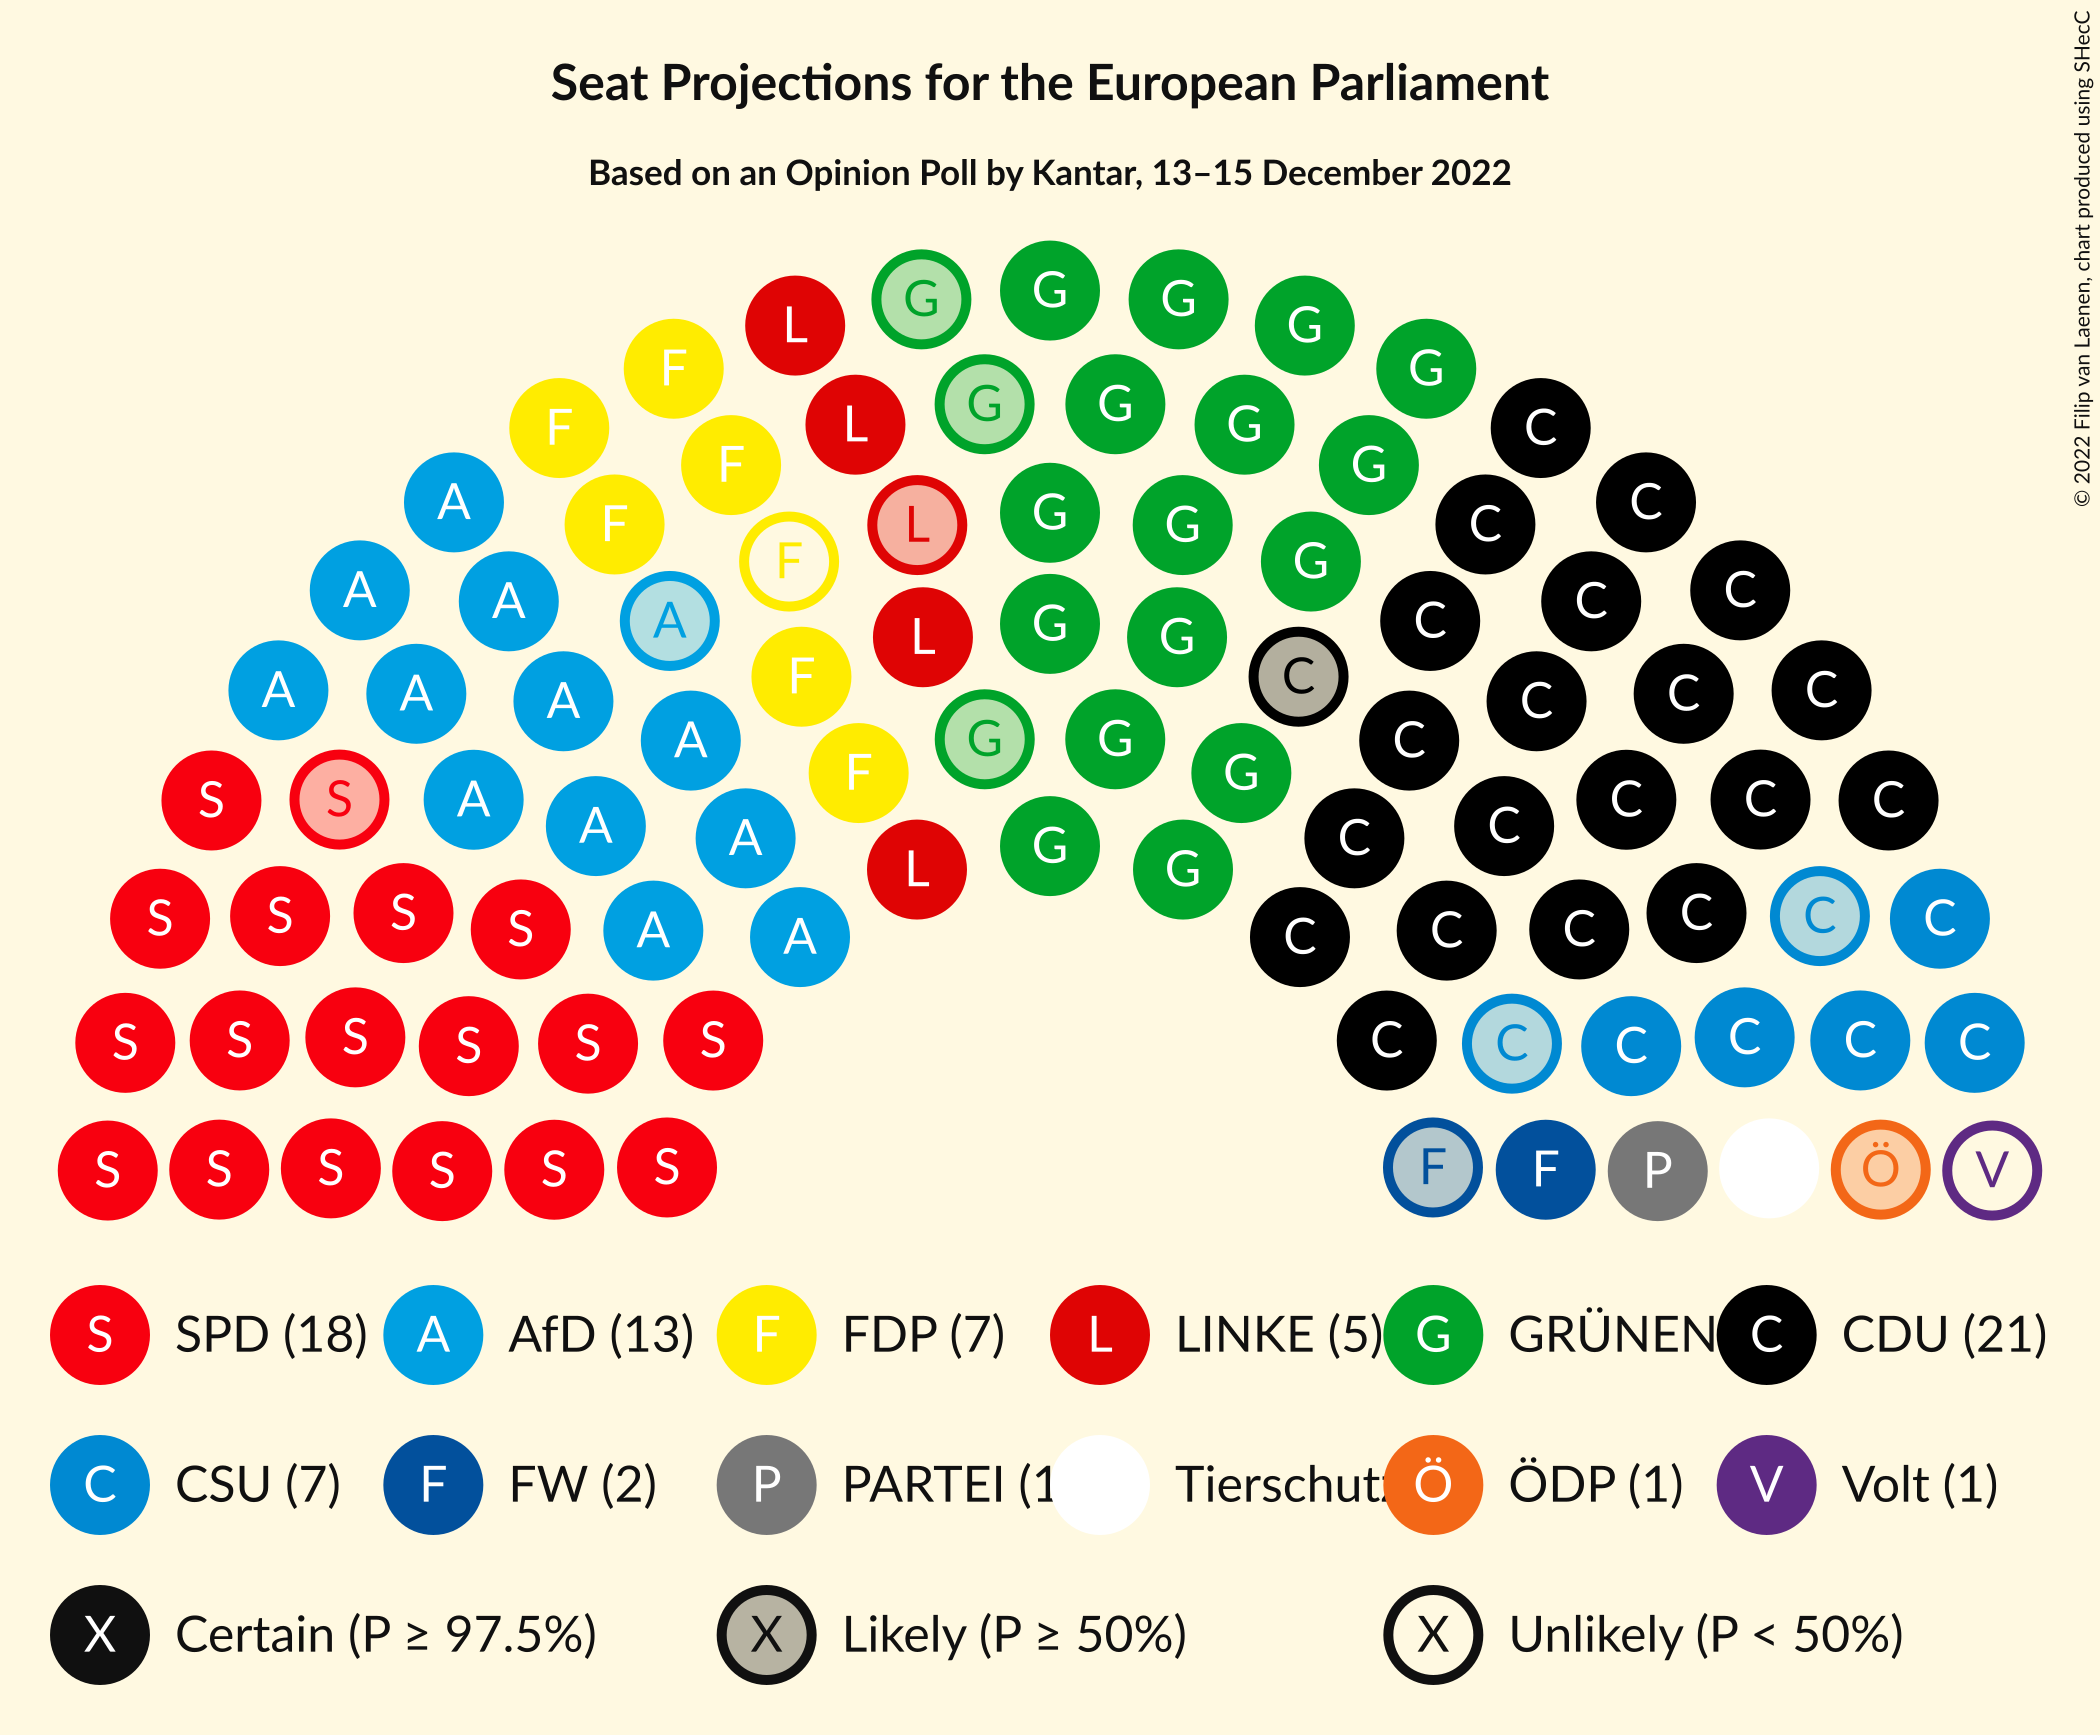 Seat Projections for the European Parliament
Based on an Opinion Poll by Kantar, 13–15 December 2022
© 2022 Filip van Laenen, chart produced using SHecC
G
G G G G
L G
F G G G C
F L G C
F G C
A F L G G C
F G C
A A A F G C C C
F L G G
A A A A F C C C C C
A G G G C
S S A A A F C C C C C
L G G
S S S S A A C C C C C C
S S S S S S C C C C C C
S S S S S S F F P Ö V
S SPD (18) A AfD (13) F FDP (7) L LINKE (5) G GRÜNEN C CDU (21)
C CSU (7) F FW (2) P PARTEI (1 Tierschutz Ö ÖDP (1) V Volt (1)
X Certain (P ≥ 97.5%) X Likely (P ≥ 50%) X Unlikely (P < 50%)